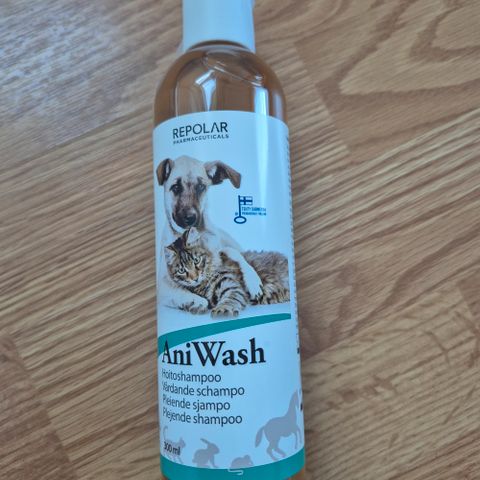 REPOLAR
PHARMACEUTICALS
AniWash
Hoitoshampoo
Vårdande schampo
Pleiende sjampo
Plejende shampoo
300 ml